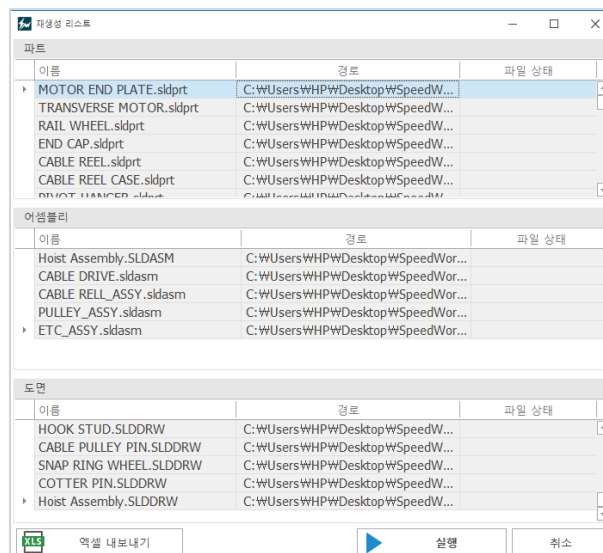 재생성 리스트
파트
이름 경로 파일 상태
MOTOR END PLATE.sldprt C:₩Users₩HP₩Desktop₩SpeedW...
TRANSVERSE MOTOR.sldprt C:₩Users₩HP₩Desktop₩SpeedW...
RAIL WHEEL.sldprt C:₩Users₩HP₩Desktop₩SpeedW...
END CAP.sldprt C:₩Users₩HP₩Desktop₩SpeedW...
CABLE REEL.sldprt C:₩Users₩HP₩Desktop₩SpeedW...
CABLE REEL CASE.sldprt C:₩Users₩HP₩Desktop₩SpeedW...
PIVOT HANGER.sldprt C:₩Users₩HP₩Desktop₩SpeedW...
어셈블리
이름 경로 파일 상태
Hoist Assembly.SLDASM C:₩Users₩HP₩Desktop₩SpeedWor...
CABLE DRIVE.sldasm C:₩Users₩HP₩Desktop₩SpeedWor...
CABLE RELL_ASSY.sldasm C:₩Users₩HP₩Desktop₩SpeedWor...
PULLEY_ASSY.sldasm C:₩Users₩HP₩Desktop₩SpeedWor...
ETC_ASSY.sldasm C:₩Users₩HP₩Desktop₩SpeedWor...
도면
이름 경로 파일 상태
HOOK STUD.SLDDRW C:₩Users₩HP₩Desktop₩SpeedW...
CABLE PULLEY PIN.SLDDRW C:₩Users₩HP₩Desktop₩SpeedW...
SNAP RING WHEEL.SLDDRW C:₩Users₩HP₩Desktop₩SpeedW...
COTTER PIN.SLDDRW C:₩Users₩HP₩Desktop₩SpeedW...
Hoist Assembly.SLDDRW C:₩Users₩HP₩Desktop₩SpeedW...
XLS 엑셀 내보내기 실행 취소